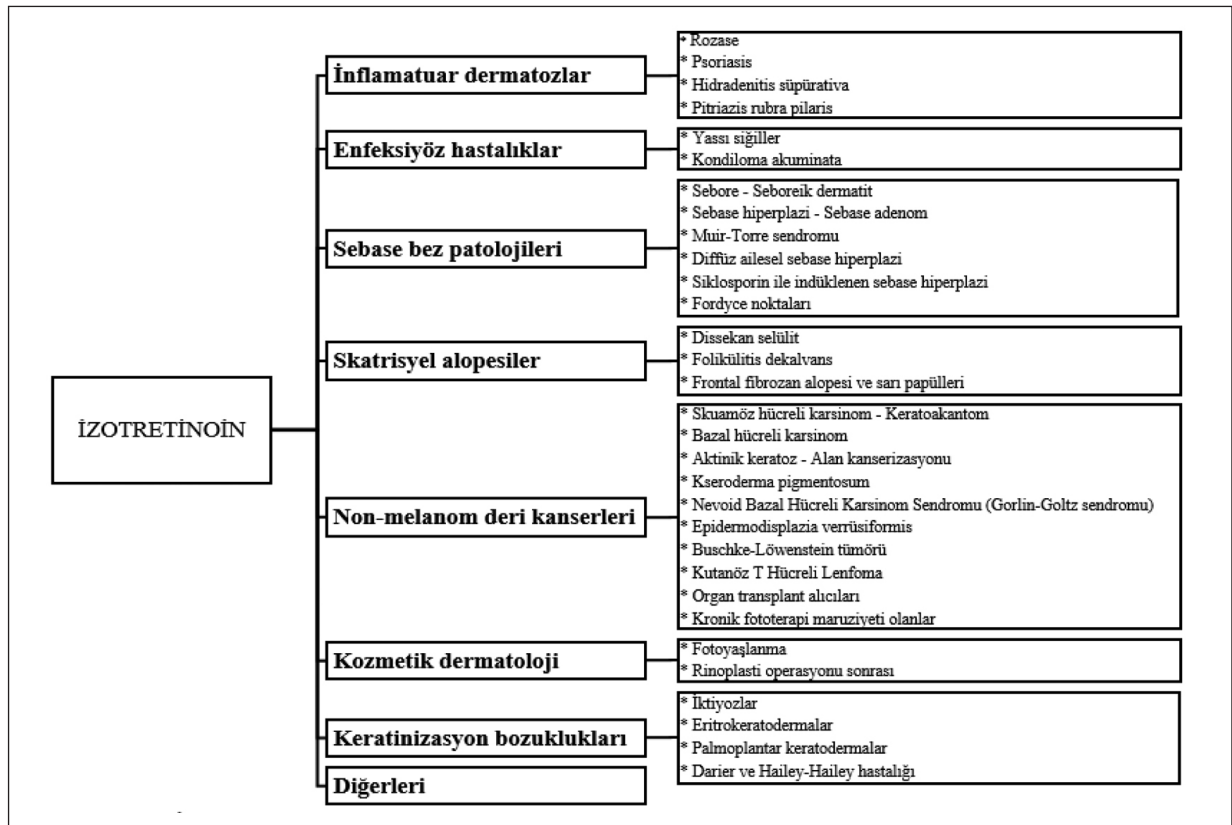 İZOTRETİNOİN
İnflamatuar dermatozlar
* Rozase
* Psoriasis
* Hidradenitis süpürativa
* Pitriazis rubra pilaris
Enfeksiyöz hastalıklar
* Yassı siğiller
* Kondiloma akuminata
Sebase bez patolojileri
* Sebore - Seboreik dermatit
* Sebase hiperplazi - Sebase adenom
* Muir-Torre sendromu
* Diffüz ailesel sebase hiperplazi
* Siklosporin ile indüklenen sebase hiperplazi
* Fordyce noktaları
Skatrisyel alopesiler
* Dissekan selülit
* Folikülitis dekalvans
* Frontal fibrozan alopesi ve sarı papülleri
Non-melanom deri kanserleri
* Skuamöz hücreli karsinom - Keratoakantom
* Bazal hücreli karsinom
* Aktinik keratoz - Alan kanserizasyonu
* Kseroderma pigmentosum
* Nevoid Bazal Hücreli Karsinom Sendromu (Gorlin-Goltz sendromu)
* Epidermodisplazia verrüsiformis
* Buschke-Löwenstein tümörü
* Kutanöz T Hücreli Lenfoma
* Organ transplant alıcıları
* Kronik fototerapi maruziyeti olanlar
Kozmetik dermatoloji
* Fotoyaşlanma
* Rinoplasti operasyonu sonrası
Keratinizasyon bozuklukları
* İktiyozlar
* Eritrokeratodermalar
* Palmoplantar keratodermalar
* Darier ve Hailey-Hailey hastalığı
Diğerleri